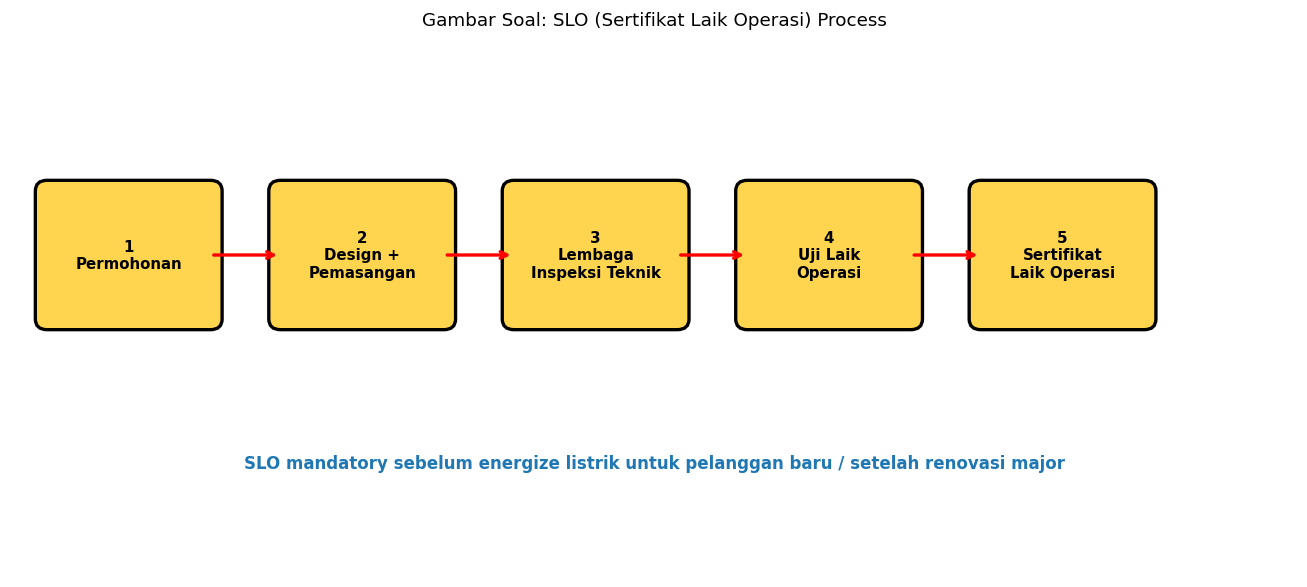 Gambar Soal: SLO (Sertifikat Laik Operasi) Process
1
Permohonan
2
Design +
Pemasangan
3
Lembaga
Inspeksi Teknik
4
Uji Laik
Operasi
5
Sertifikat
Laik Operasi
SLO mandatory sebelum energize listrik untuk pelanggan baru / setelah renovasi major